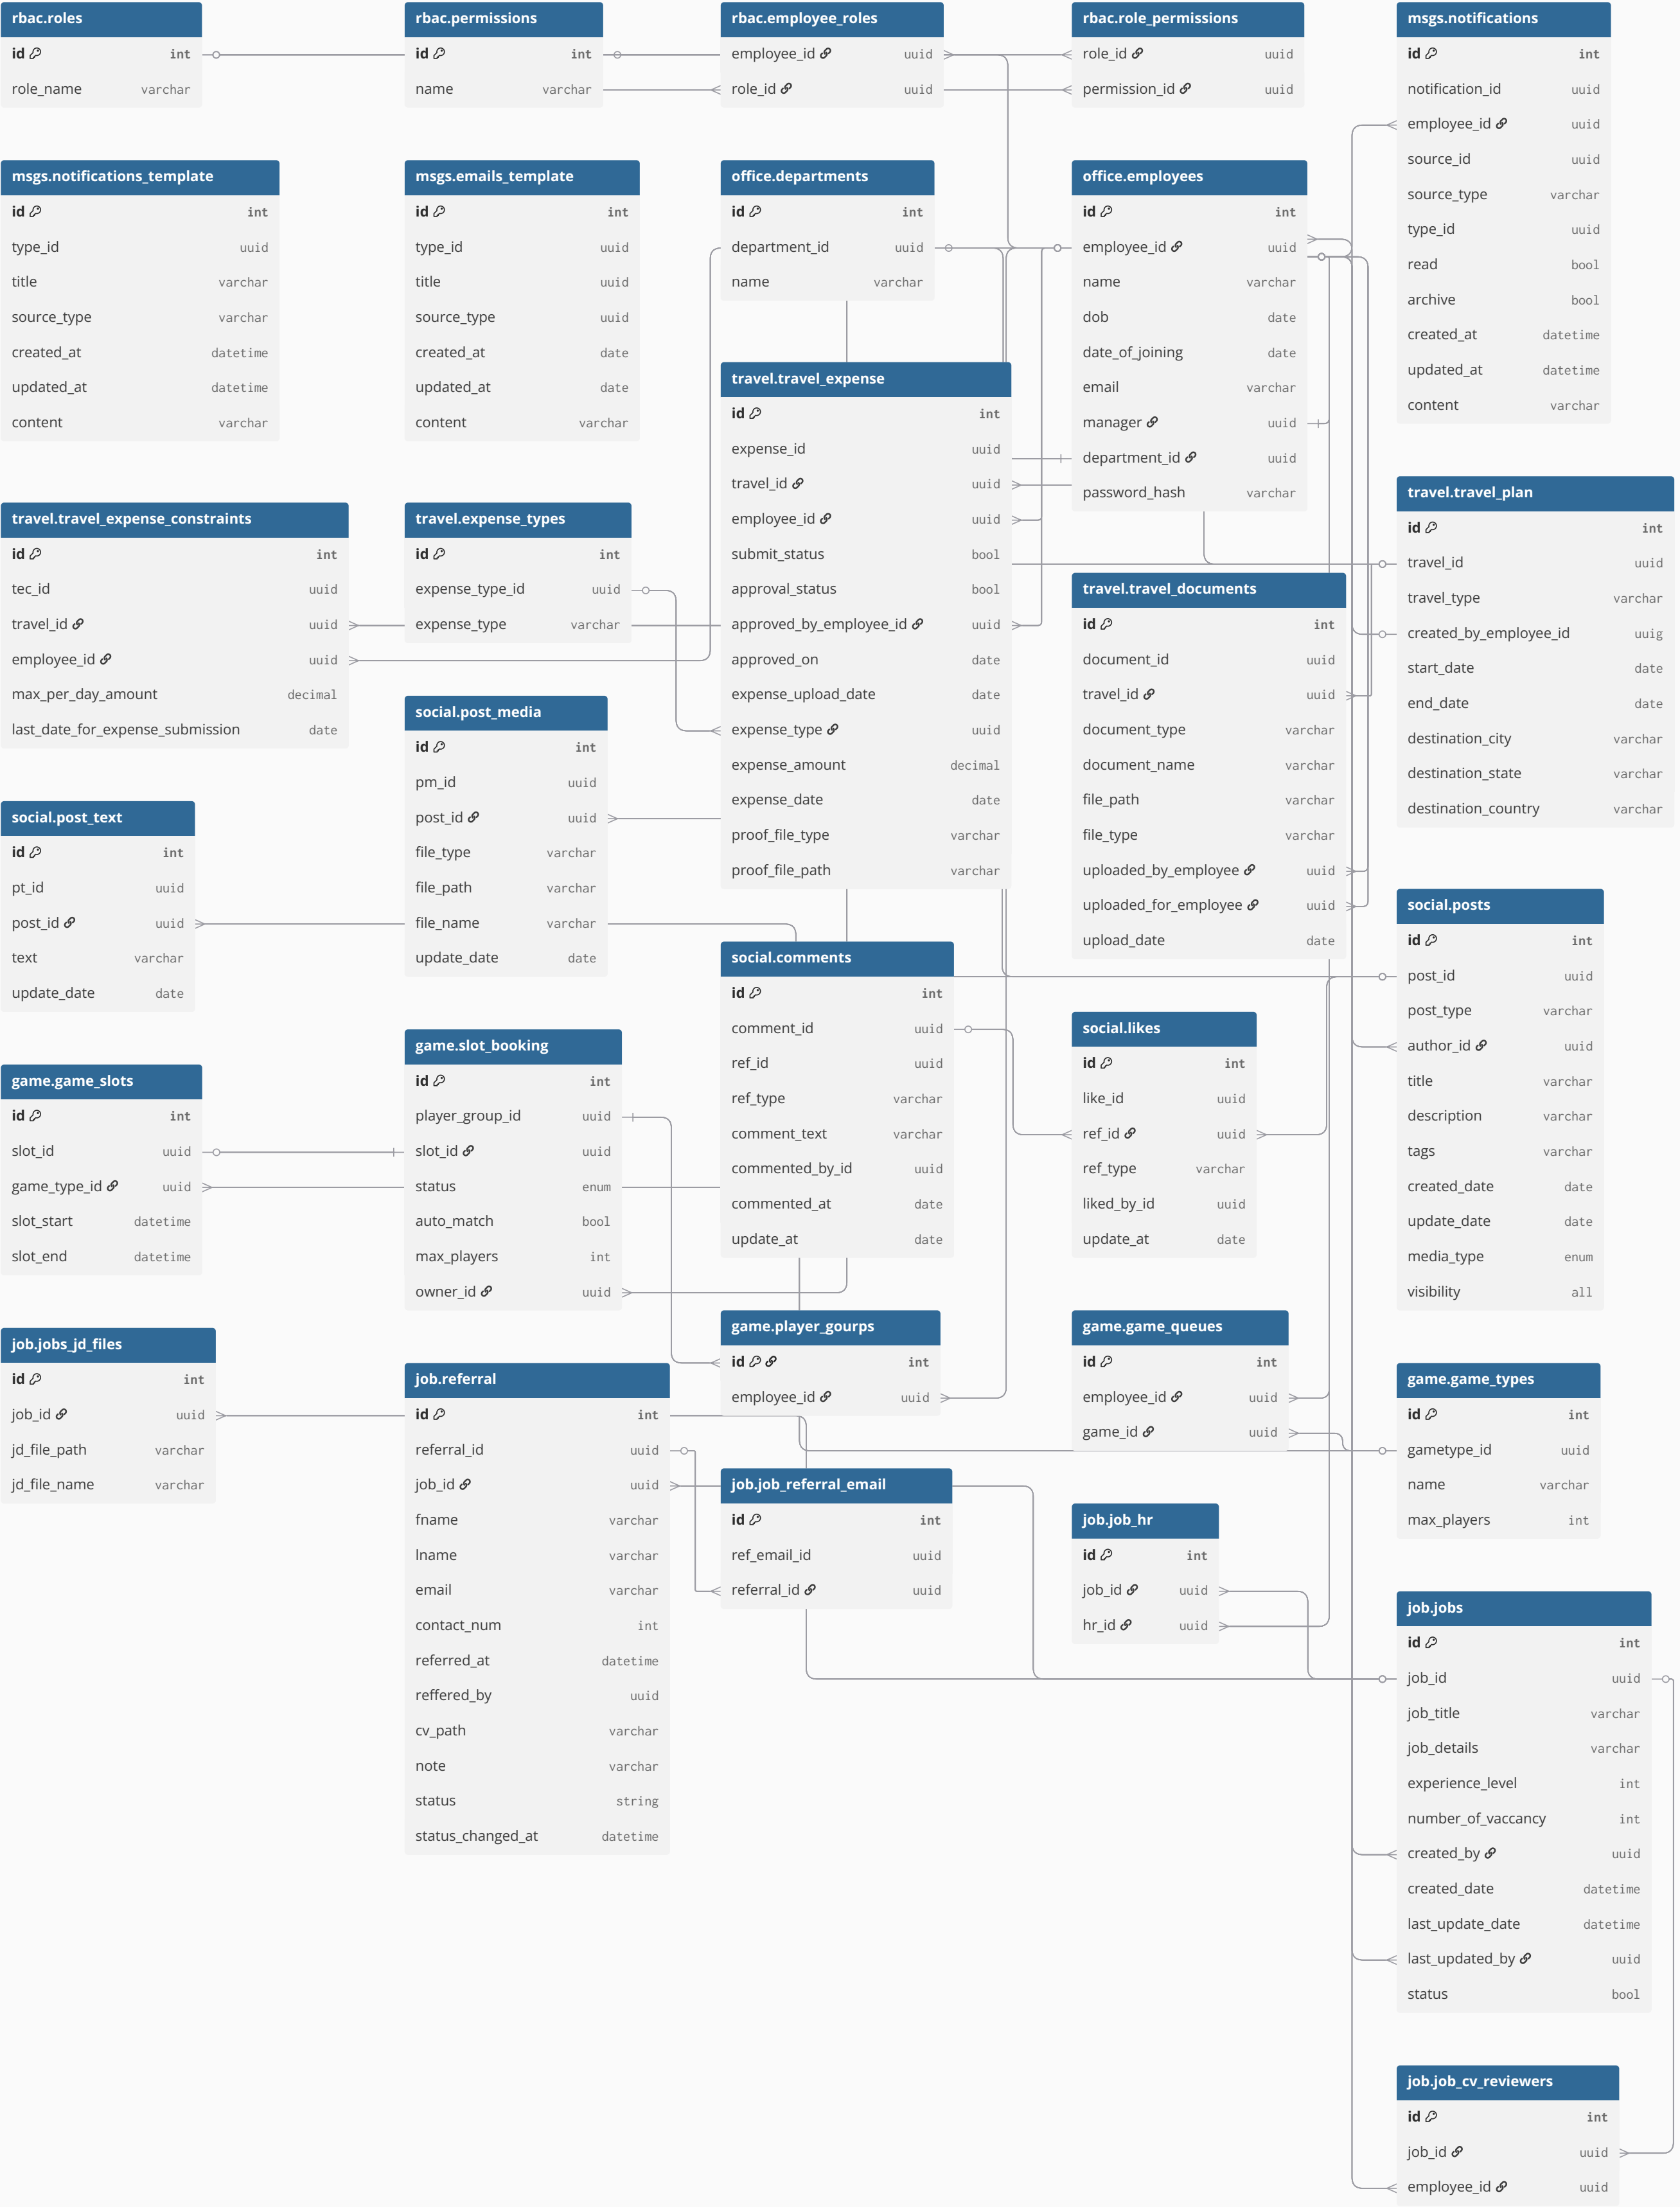 rbac.roles
id int
role_name varchar
rbac.permissions
id int
name varchar
rbac.employee_roles
employee_id uuid
role_id uuid
rbac.role_permissions
role_id uuid
permission_id uuid
msgs.notifications
id int
notification_id uuid
employee_id uuid
source_id uuid
source_type varchar
type_id uuid
read bool
archive bool
created_at datetime
updated_at datetime
content varchar
msgs.notifications_template
id int
type_id uuid
title varchar
source_type varchar
created_at datetime
updated_at datetime
content varchar
msgs.emails_template
id int
type_id uuid
title uuid
source_type uuid
created_at date
updated_at date
content varchar
office.departments
id int
department_id uuid
name varchar
office.employees
id int
employee_id uuid
name varchar
dob date
date_of_joining date
email varchar
manager uuid
department_id uuid
password_hash varchar
travel.travel_expense
id int
expense_id uuid
travel_id uuid
employee_id uuid
submit_status bool
approval_status bool
approved_by_employee_id uuid
approved_on date
expense_upload_date date
expense_type uuid
expense_amount decimal
expense_date date
proof_file_type varchar
proof_file_path varchar
travel.travel_plan
id int
travel_id uuid
travel_type varchar
created_by_employee_id uuig
start_date date
end_date date
destination_city varchar
destination_state varchar
destination_country varchar
travel.travel_expense_constraints
id int
tec_id uuid
travel_id uuid
employee_id uuid
max_per_day_amount decimal
last_date_for_expense_submission date
travel.expense_types
id int
expense_type_id uuid
expense_type varchar
travel.travel_documents
id int
document_id uuid
travel_id uuid
document_type varchar
document_name varchar
file_path varchar
file_type varchar
uploaded_by_employee uuid
uploaded_for_employee uuid
upload_date date
social.post_media
id int
pm_id uuid
post_id uuid
file_type varchar
file_path varchar
file_name varchar
update_date date
social.post_text
id int
pt_id uuid
post_id uuid
text varchar
update_date date
social.posts
id int
post_id uuid
post_type varchar
author_id uuid
title varchar
description varchar
tags varchar
created_date date
update_date date
media_type enum
visibility all
social.comments
id int
comment_id uuid
ref_id uuid
ref_type varchar
comment_text varchar
commented_by_id uuid
commented_at date
update_at date
social.likes
id int
like_id uuid
ref_id uuid
ref_type varchar
liked_by_id uuid
update_at date
game.slot_booking
id int
player_group_id uuid
slot_id uuid
status enum
auto_match bool
max_players int
owner_id uuid
game.game_slots
id int
slot_id uuid
game_type_id uuid
slot_start datetime
slot_end datetime
game.player_gourps
id int
employee_id uuid
game.game_queues
id int
employee_id uuid
game_id uuid
game.game_types
id int
gametype_id uuid
name varchar
max_players int
job.jobs_jd_files
id int
job_id uuid
jd_file_path varchar
jd_file_name varchar
job.referral
id int
referral_id uuid
job_id uuid
fname varchar
lname varchar
email varchar
contact_num int
referred_at datetime
reffered_by uuid
cv_path varchar
note varchar
status string
status_changed_at datetime
job.job_referral_email
id int
ref_email_id uuid
referral_id uuid
job.job_hr
id int
job_id uuid
hr_id uuid
job.jobs
id int
job_id uuid
job_title varchar
job_details varchar
experience_level int
number_of_vaccancy int
created_by uuid
created_date datetime
last_update_date datetime
last_updated_by uuid
status bool
job.job_cv_reviewers
id int
job_id uuid
employee_id uuid